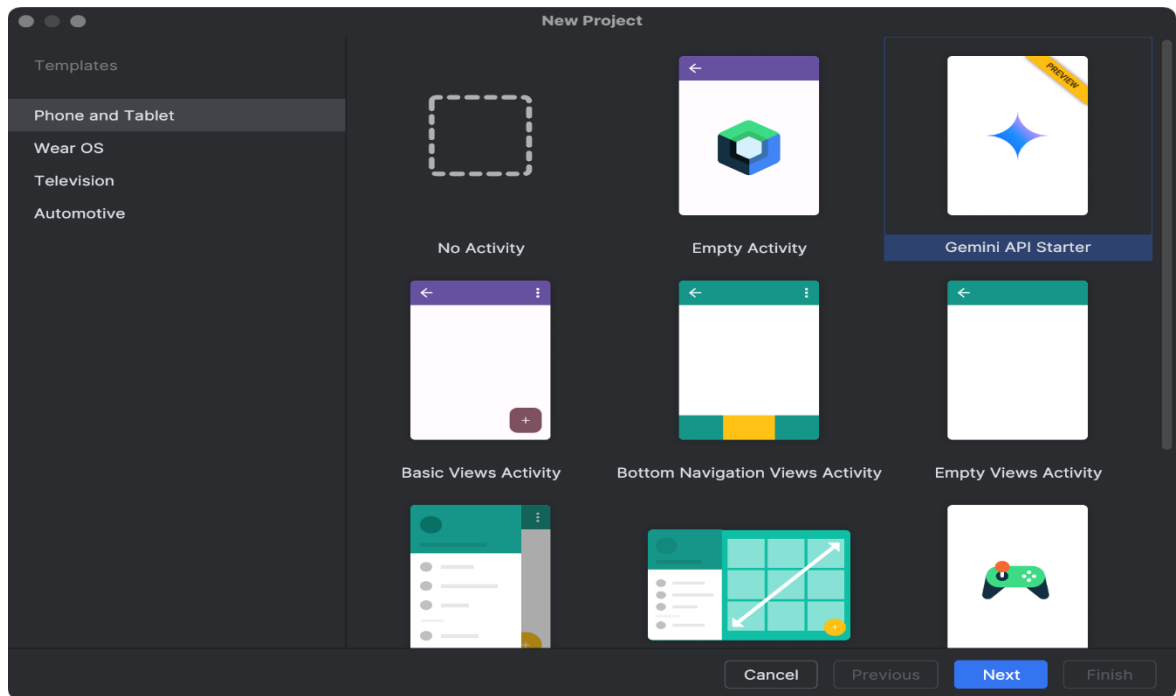 New Project
Templates
Phone and Tablet
Wear OS
Television
Automotive
No Activity
Empty Activity
PREVIEW
Gemini API Starter
Basic Views Activity
Bottom Navigation Views Activity
Empty Views Activity
Cancel
Previous
Next
Finish